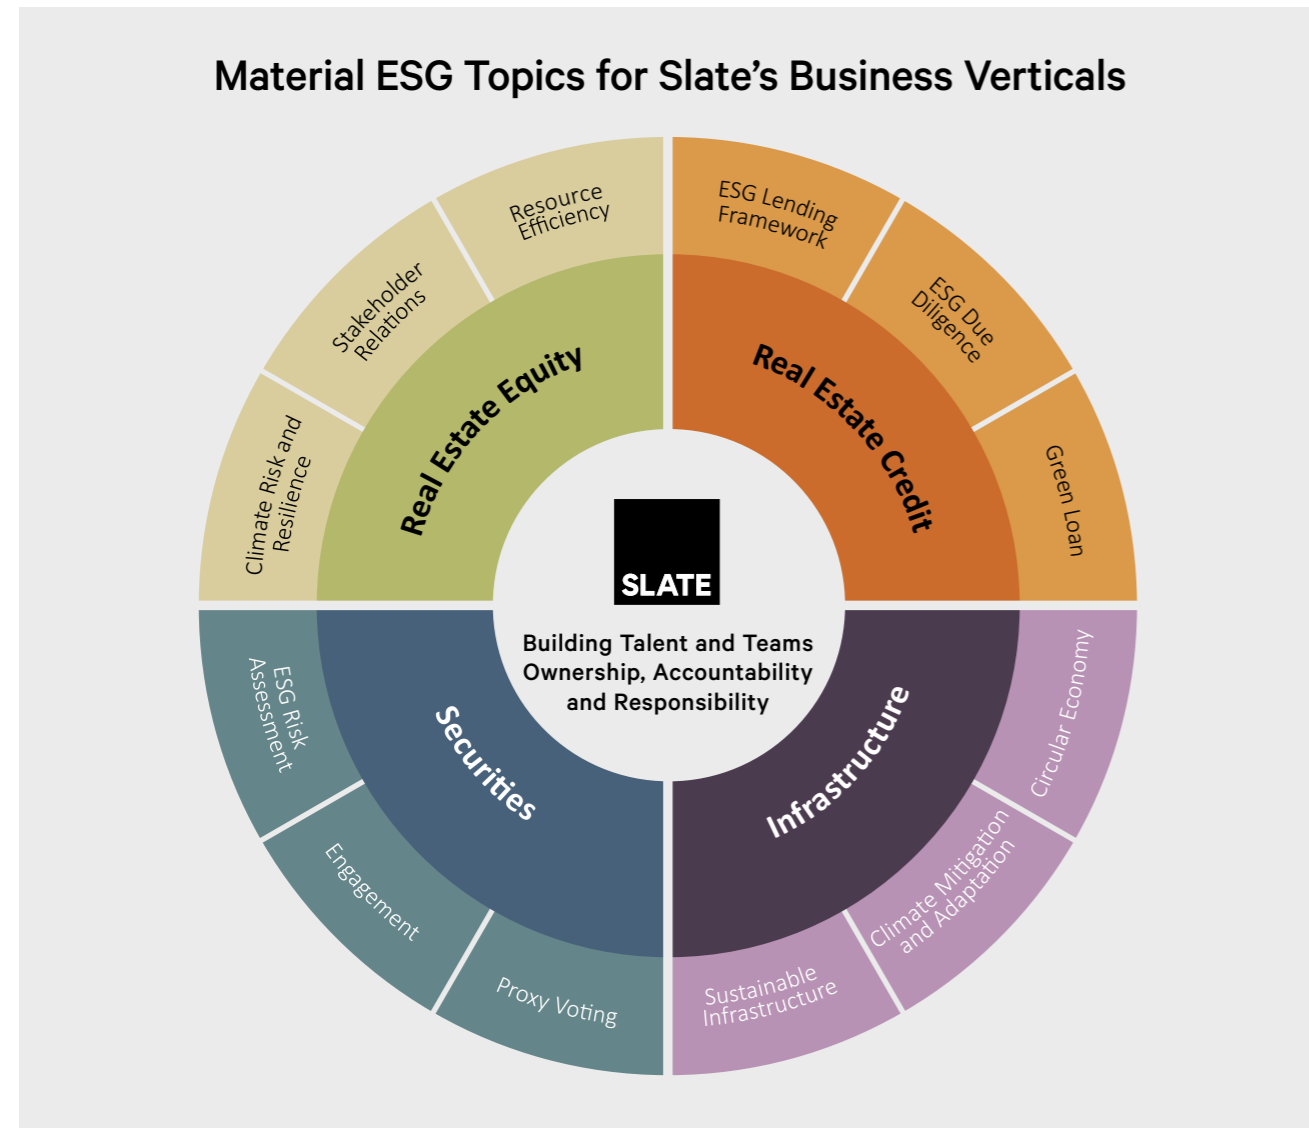 Material ESG Topics for Slate's Business Verticals
Resource
Efficiency
Stakeholder
Relations
Climate Risk and
Resilience
Real Estate Equity
ESG Lending
Framework
ESG Due
Diligence
Green Loan
Real Estate Credit
SLATE
Building Talent and Teams
Ownership, Accountability
and Responsibility
Securities
ESG Risk
Assessment
Engagement
Proxy Voting
Infrastructure
Circular Economy
Climate Mitigation
and Adaptation
Sustainable
Infrastructure